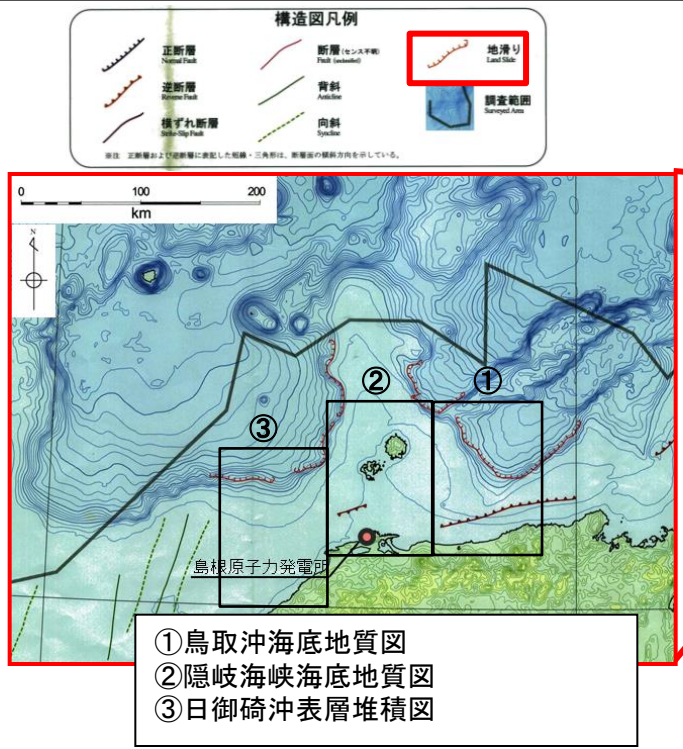 構造図凡例
正断層
Normal Fault
逆断層
Reverse Fault
横ずれ断層
Strike-Slip Fault
断層(センス不明)
Fault (unclassified)
背斜
Anticline
向斜
Syncline
地滑り
Land Slide
調査範囲
Surveyed Area
※注 正断層および逆断層に表記した短線・三角形は、断層面の傾斜方向を示している。
0 100 200
km
N
①
②
③
島根原子力発電所
①鳥取沖海底地質図
②隠岐海峡海底地質図
③日御碕沖表層堆積図